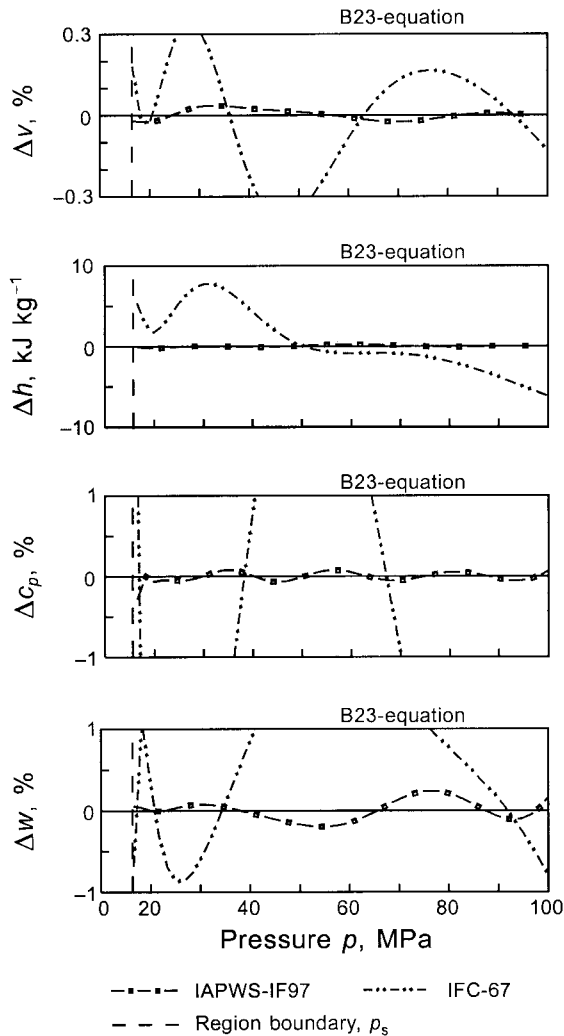 B23-equation
0.3
0
−0.3
Δv, %
B23-equation
10
0
−10
Δh, kJ kg⁻¹
B23-equation
1
0
−1
Δcₚ, %
B23-equation
1
0
−1
Δw, %
0 20 40 60 80 100
Pressure p, MPa
IAPWS-IF97 IFC-67
Region boundary, pₛ